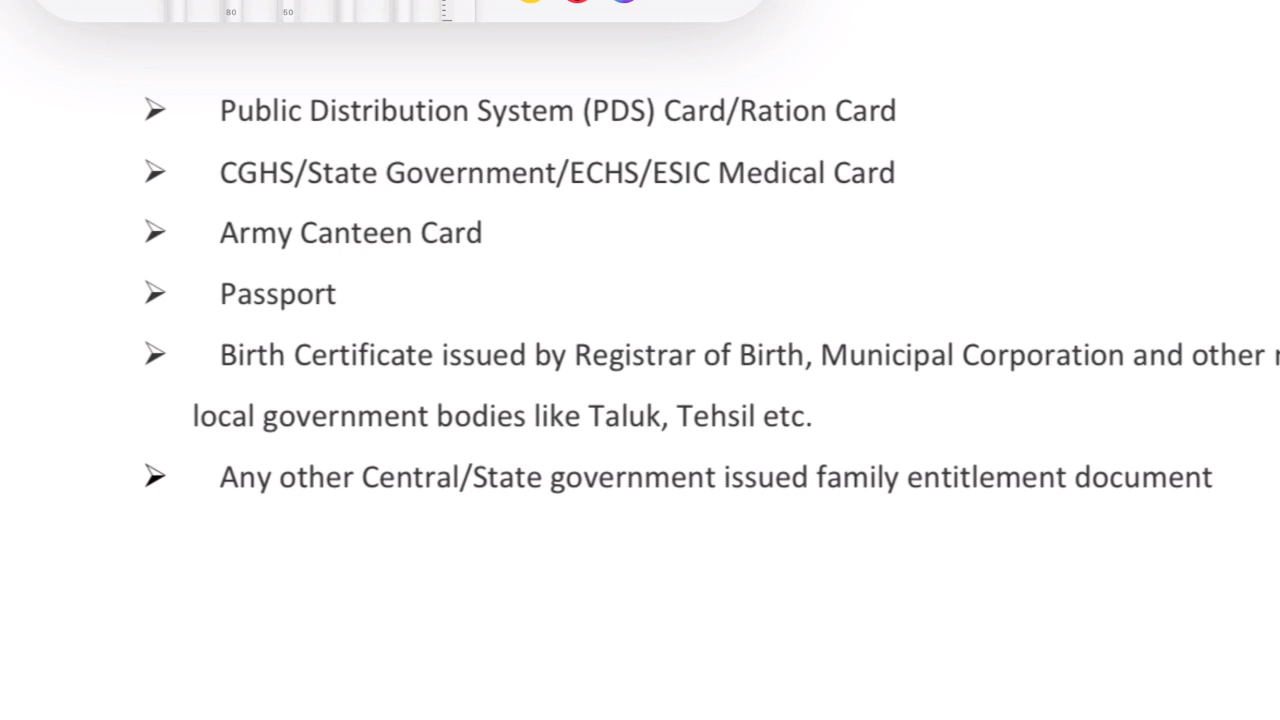 80 50
➢ Public Distribution System (PDS) Card/Ration Card
➢ CGHS/State Government/ECHS/ESIC Medical Card
➢ Army Canteen Card
➢ Passport
➢ Birth Certificate issued by Registrar of Birth, Municipal Corporation and other
local government bodies like Taluk, Tehsil etc.
➢ Any other Central/State government issued family entitlement document